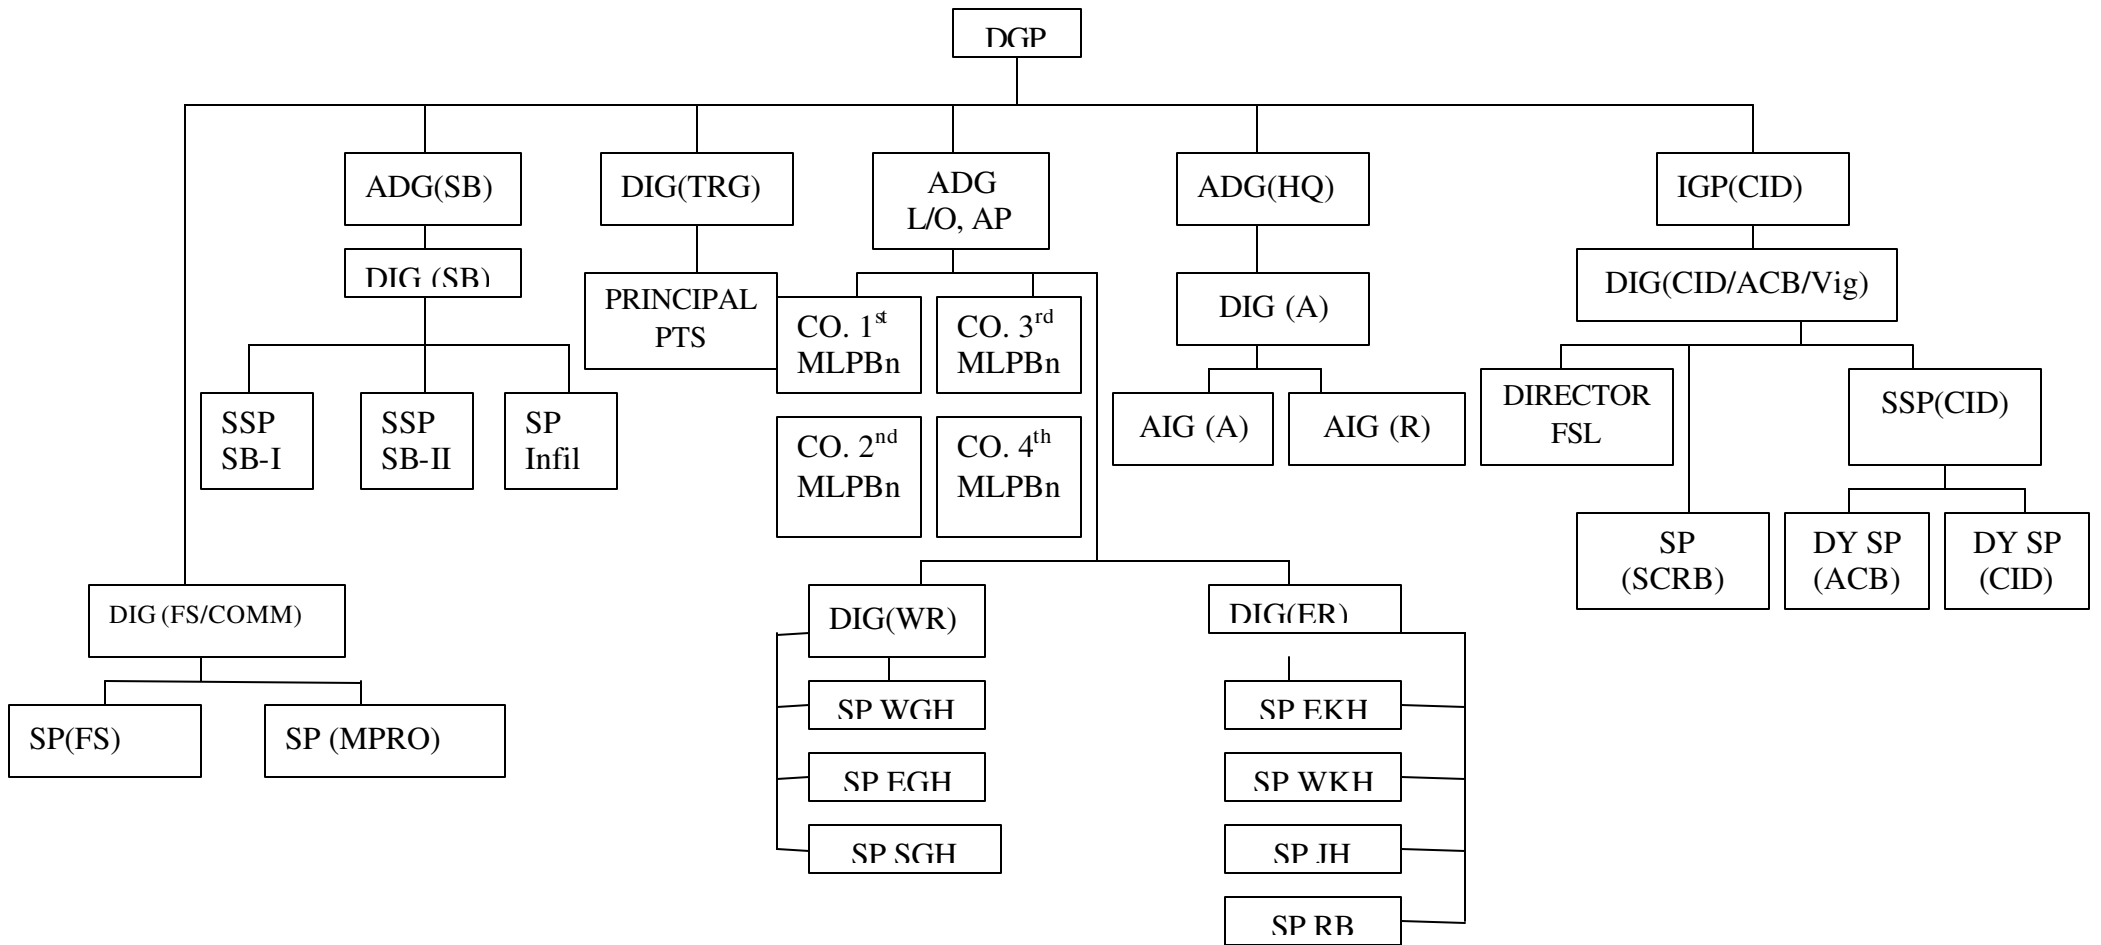 DGP
ADG(SB)
DIG(TRG)
ADG
L/O, AP
ADG(HQ)
IGP(CID)
DIG (SB)
PRINCIPAL
PTS
CO. 1st
MLPBn
CO. 3rd
MLPBn
DIG (A)
DIG(CID/ACB/Vig)
SSP
SB-I
SSP
SB-II
SP
Infil
CO. 2nd
MLPBn
CO. 4th
MLPBn
AIG (A)
AIG (R)
DIRECTOR
FSL
SSP(CID)
SP
(SCRB)
DY SP
(ACB)
DY SP
(CID)
DIG (FS/COMM)
DIG(WR)
DIG(ER)
SP(FS)
SP (MPRO)
SP WGH
SP EKH
SP EGH
SP WKH
SP SGH
SP JH
SP RB